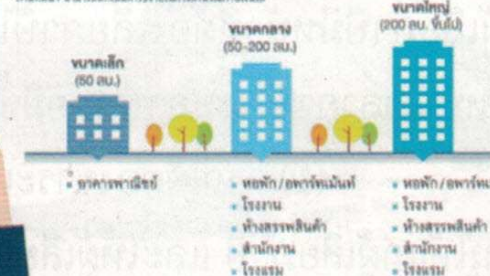 ขนาดเล็ก
(50 ลบ.)
ขนาดกลาง
(50-200 ลบ.)
ขนาดใหญ่
(200 ลบ. ขึ้นไป)
อาคารพาณิชย์
หอพัก/อพาร์ทเม้นท์
โรงงาน
ห้างสรรพสินค้า
สำนักงาน
โรงแรม
หอพัก/อพาร์ทเ
โรงงาน
ห้างสรรพสินค้า
สำนักงาน
โรงแรม